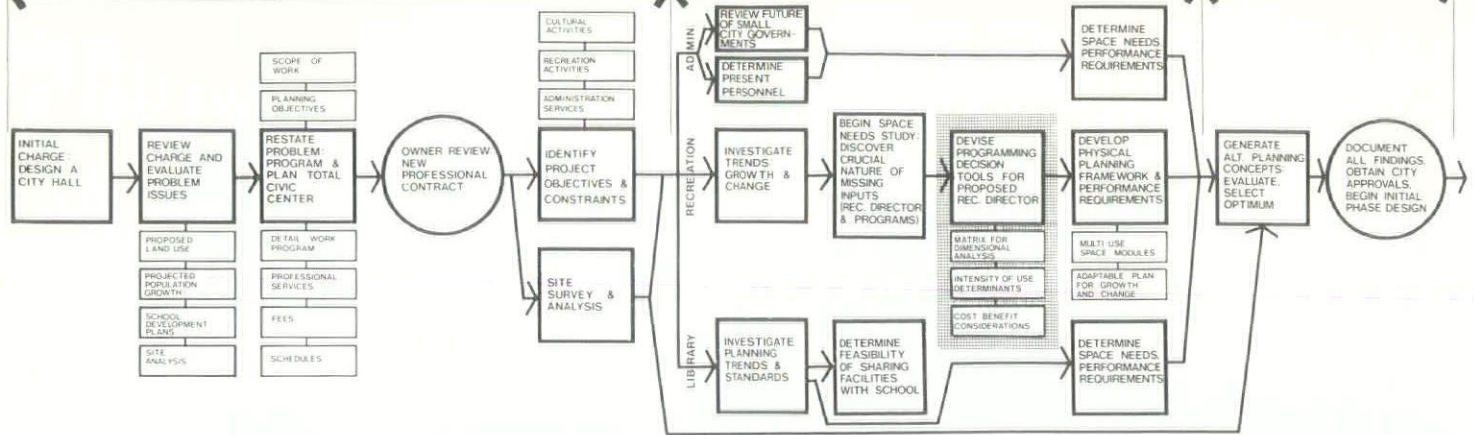 INITIAL
CHARGE:
DESIGN A
CITY HALL
REVIEW
CHARGE AND
EVALUATE
PROBLEM
ISSUES
PROPOSED
LAND USE
PROJECTED
POPULATION
GROWTH
SCHOOL
DEVELOPMENT
PLANS
SITE
ANALYSIS
SCOPE OF
WORK
PLANNING
OBJECTIVES
RESTATE
PROBLEM:
PROGRAM &
PLAN TOTAL
CIVIC
CENTER
DETAIL WORK
PROGRAM
PROFESSIONAL
SERVICES
FEES
SCHEDULES
OWNER REVIEW
NEW
PROFESSIONAL
CONTRACT
CULTURAL
ACTIVITIES
RECREATION
ACTIVITIES
ADMINISTRATION
SERVICES
IDENTIFY
PROJECT
OBJECTIVES &
CONSTRAINTS
SITE
SURVEY &
ANALYSIS
ADMIN.
REVIEW FUTURE
OF SMALL
CITY GOVERN-
MENTS
DETERMINE
PRESENT
PERSONNEL
DETERMINE
SPACE NEEDS,
PERFORMANCE
REQUIREMENTS
RECREATION
INVESTIGATE
TRENDS:
GROWTH &
CHANGE
BEGIN SPACE
NEEDS STUDY:
DISCOVER
CRUCIAL
NATURE OF
MISSING
INPUTS
(REC. DIRECTOR
& PROGRAMS)
DEVISE
PROGRAMMING
DECISION
TOOLS FOR
PROPOSED
REC. DIRECTOR
MATRIX FOR
DIMENSIONAL
ANALYSIS
INTENSITY OF USE
DETERMINANTS
COST BENEFIT
CONSIDERATIONS
DEVELOP
PHYSICAL
PLANNING
FRAMEWORK &
PERFORMANCE
REQUIREMENTS
MULTI USE
SPACE MODULES
ADAPTABLE PLAN
FOR GROWTH
AND CHANGE
LIBRARY
INVESTIGATE
PLANNING
TRENDS &
STANDARDS
DETERMINE
FEASIBILITY
OF SHARING
FACILITIES
WITH SCHOOL
DETERMINE
SPACE NEEDS,
PERFORMANCE
REQUIREMENTS
GENERATE
ALT. PLANNING
CONCEPTS:
EVALUATE,
SELECT
OPTIMUM
DOCUMENT
ALL FINDINGS,
OBTAIN CITY
APPROVALS,
BEGIN INITIAL
PHASE DESIGN